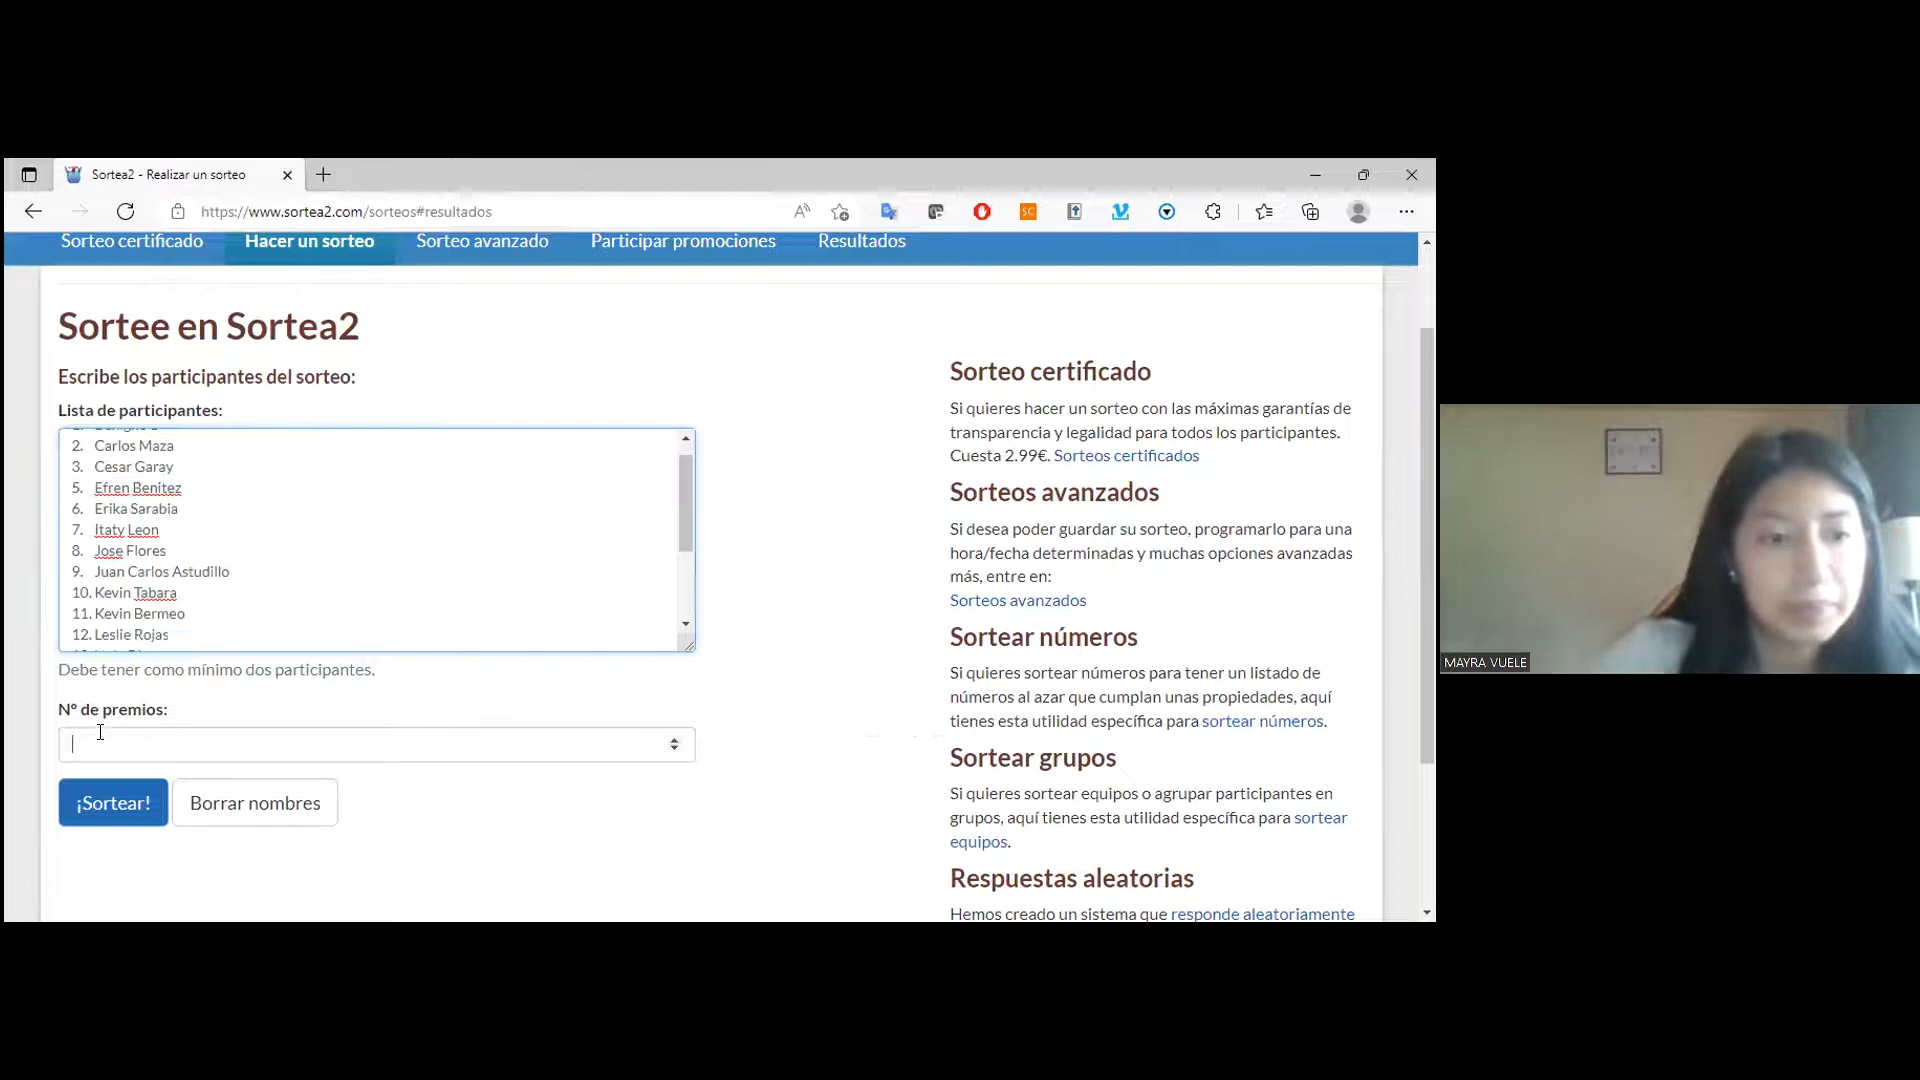 Sortea2 - Realizar un sorteo
https://www.sortea2.com/sorteos#resultados
Sorteo certificado
Hacer un sorteo
Sorteo avanzado
Participar promociones
Resultados
Sortee en Sortea2
Escribe los participantes del sorteo:
Lista de participantes:
2. Carlos Maza
3. Cesar Garay
5. Efren Benitez
6. Erika Sarabia
7. Itaty Leon
8. Jose Flores
9. Juan Carlos Astudillo
10. Kevin Tabara
11. Kevin Bermeo
12. Leslie Rojas
Debe tener como mínimo dos participantes.
Nº de premios:
¡Sortear!
Borrar nombres
Sorteo certificado
Si quieres hacer un sorteo con las máximas garantías de
transparencia y legalidad para todos los participantes.
Cuesta 2.99€. Sorteos certificados
Sorteos avanzados
Si desea poder guardar su sorteo, programarlo para una
hora/fecha determinadas y muchas opciones avanzadas
más, entre en:
Sorteos avanzados
Sortear números
Si quieres sortear números para tener un listado de
números al azar que cumplan unas propiedades, aquí
tienes esta utilidad específica para sortear números.
Sortear grupos
Si quieres sortear equipos o agrupar participantes en
grupos, aquí tienes esta utilidad específica para sortear
equipos.
Respuestas aleatorias
Hemos creado un sistema que responde aleatoriamente
MAYRA VUELE